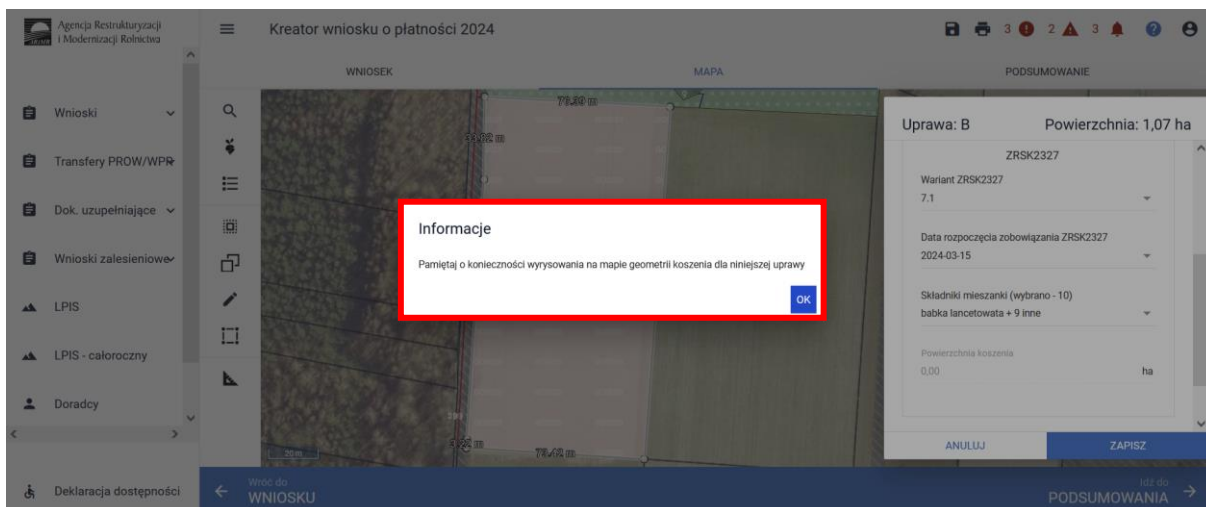 Agencja Restrukturyzacji
i Modernizacji Rolnictwa
Kreator wniosku o płatności 2024
3
2
3
WNIOSEK
MAPA
PODSUMOWANIE
Wnioski
Transfery PROW/WPR
Dok. uzupełniające
Wnioski zalesieniowe
LPIS
LPIS - całoroczny
Doradcy
Deklaracja dostępności
20 m
Uprawa: B
Powierzchnia: 1,07 ha
ZRSK2327
Wariant ZRSK2327
7.1
Data rozpoczęcia zobowiązania ZRSK2327
2024-03-15
Składniki mieszanki (wybrano - 10)
babka lancetowata + 9 inne
Powierzchnia koszenia
0,00 ha
ANULUJ
ZAPISZ
Informacje
Pamiętaj o konieczności wyrysowania na mapie geometrii koszenia dla niniejszej uprawy
OK
Wróć do
WNIOSKU
Idź do
PODSUMOWANIA